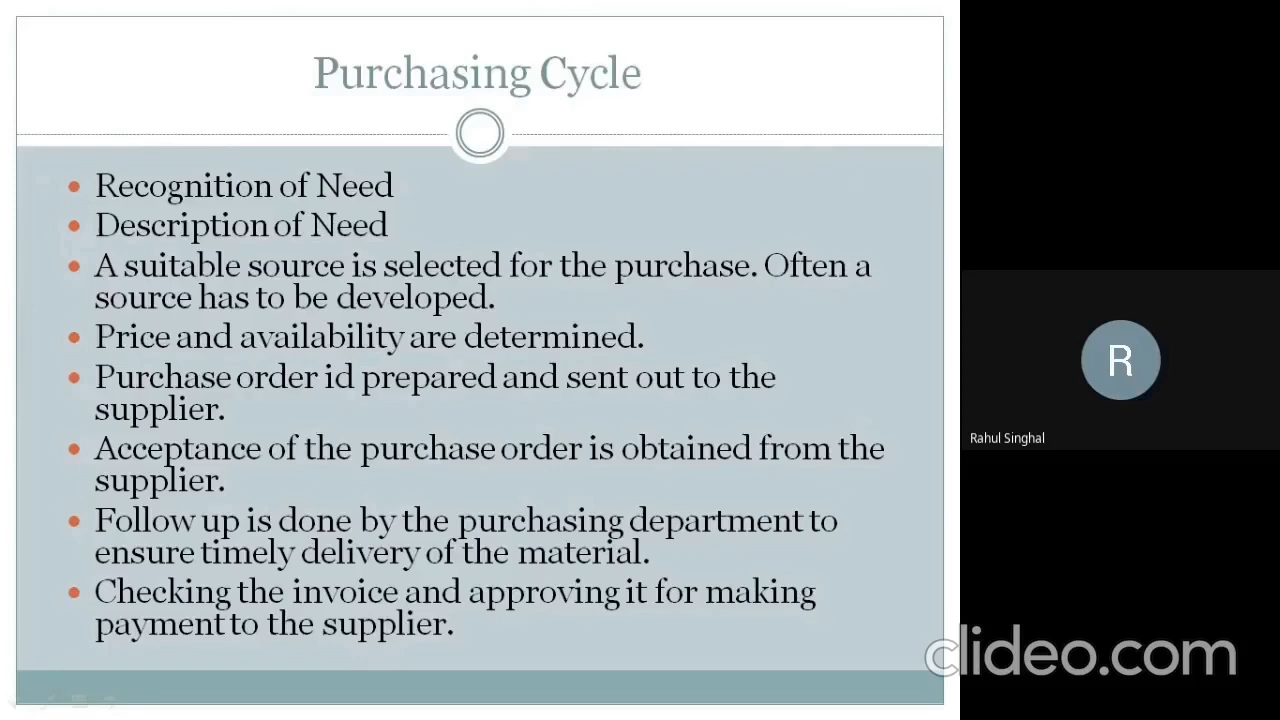 Purchasing Cycle
Recognition of Need
Description of Need
A suitable source is selected for the purchase. Often a
source has to be developed.
Price and availability are determined.
Purchase order id prepared and sent out to the
supplier.
Acceptance of the purchase order is obtained from the
supplier.
Follow up is done by the purchasing department to
ensure timely delivery of the material.
Checking the invoice and approving it for making
payment to the supplier.
R
Rahul Singhal
clideo.com